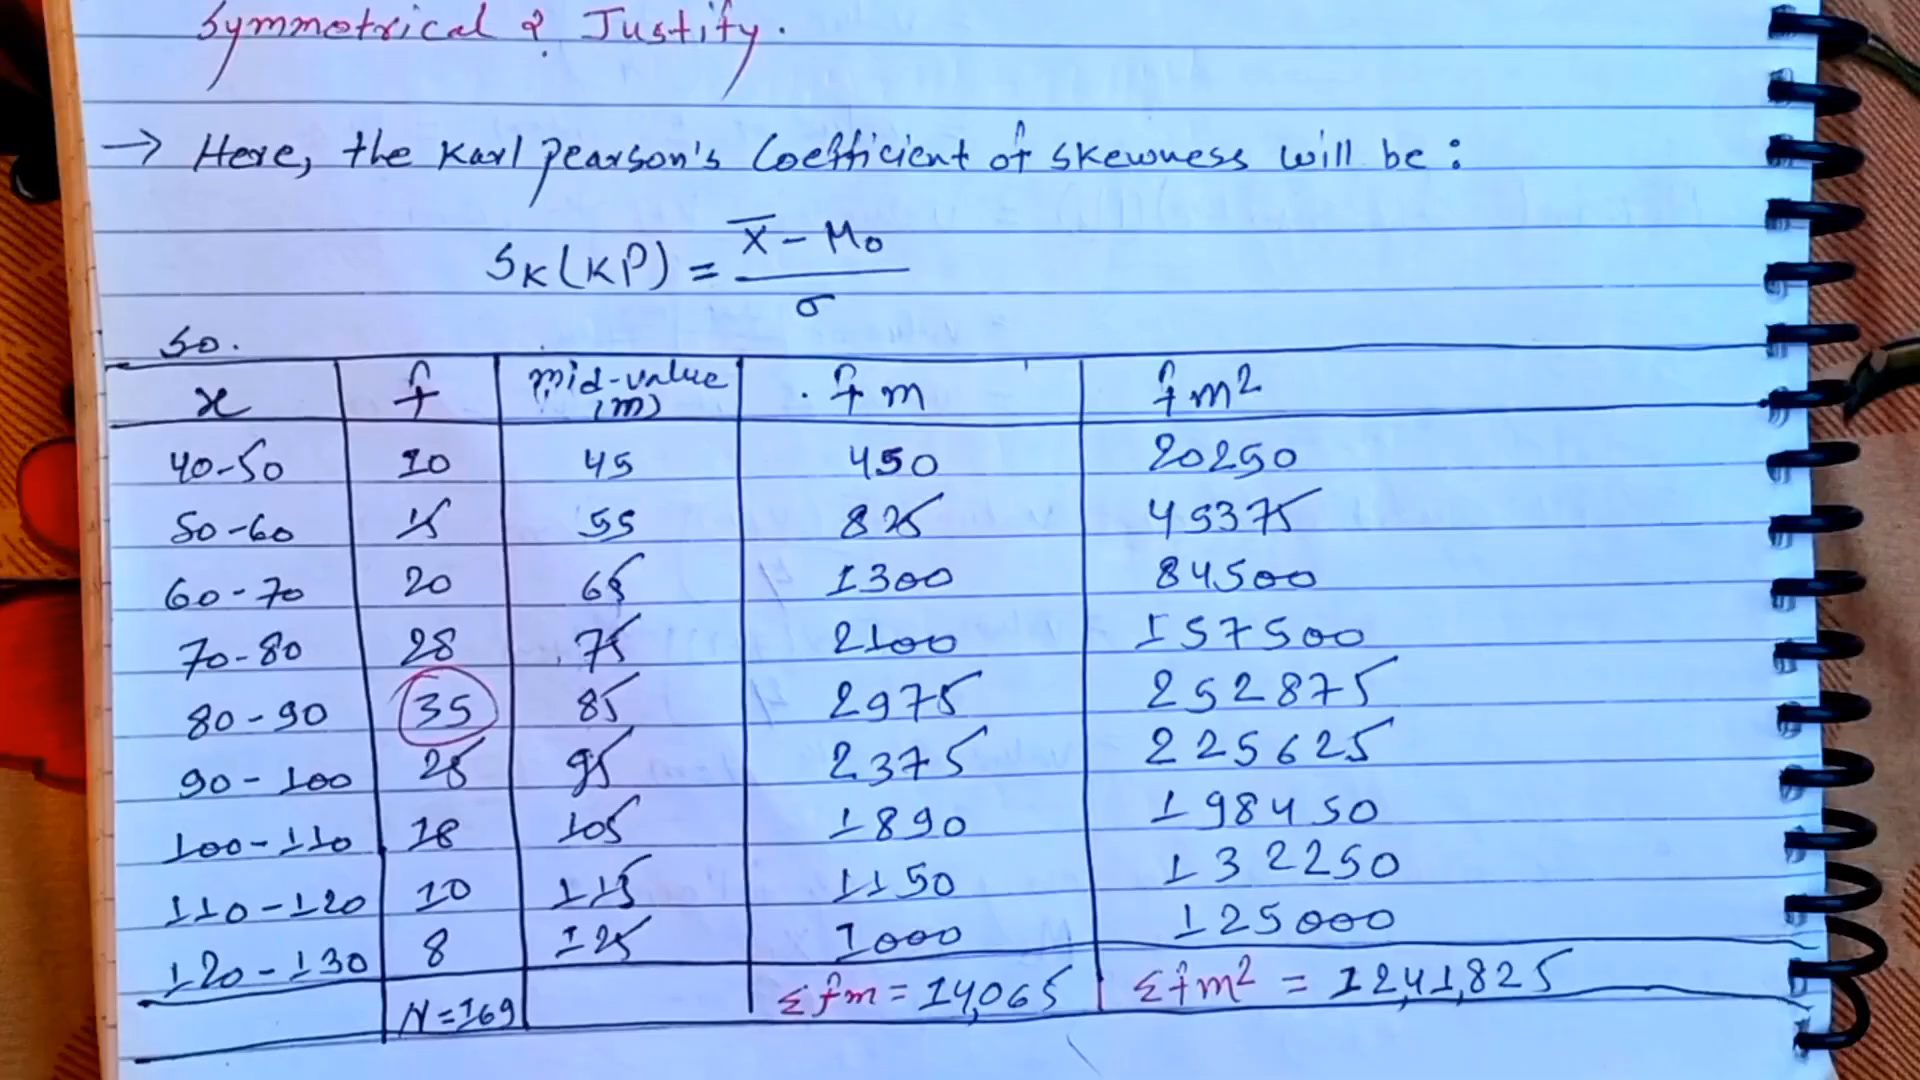 Symmetrical ? Justify.
→ Here, the Karl Pearson's Coefficient of skewness will be :
SK(KP) = X̅ - Mo / σ
So.
x f mid-value (m) fm fm²
40-50 10 45 450 20250
50-60 15 55 825 45375
60-70 20 65 1300 84500
70-80 28 75 2100 157500
80-90 35 85 2975 252875
90-100 25 95 2375 225625
100-110 18 105 1890 198450
110-120 10 115 1150 132250
120-130 8 125 1000 125000
N=169 Σfm = 14,065 Σfm² = 1241,825